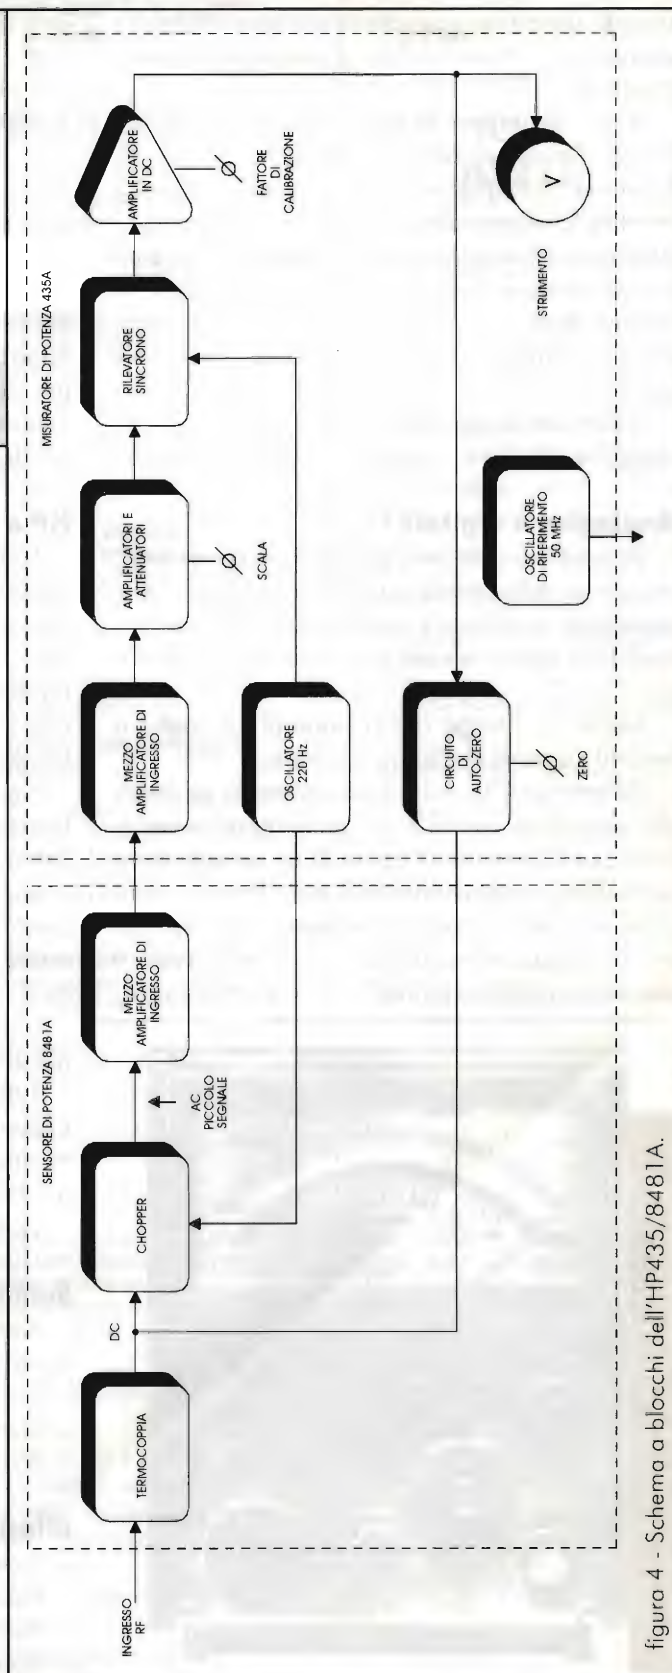 SENSORE DI POTENZA 8481A
MISURATORE DI POTENZA 435A
INGRESSO
RF
TERMOCOPPIA
DC
CHOPPER
AC
PICCOLO
SEGNALE
MEZZO
AMPLIFICATORE DI
INGRESSO
MEZZO
AMPLIFICATORE DI
INGRESSO
AMPLIFICATORI E
ATTENUATORI
SCALA
RILEVATORE
SINCRONO
AMPLIFICATORE
IN DC
FATTORE
DI
CALIBRAZIONE
OSCILLATORE
220 Hz
CIRCUITO
DI
AUTO-ZERO
ZERO
OSCILLATORE
DI RIFERIMENTO
50 MHz
V
STRUMENTO
figura 4 - Schema a blocchi dell'HP435/8481A.